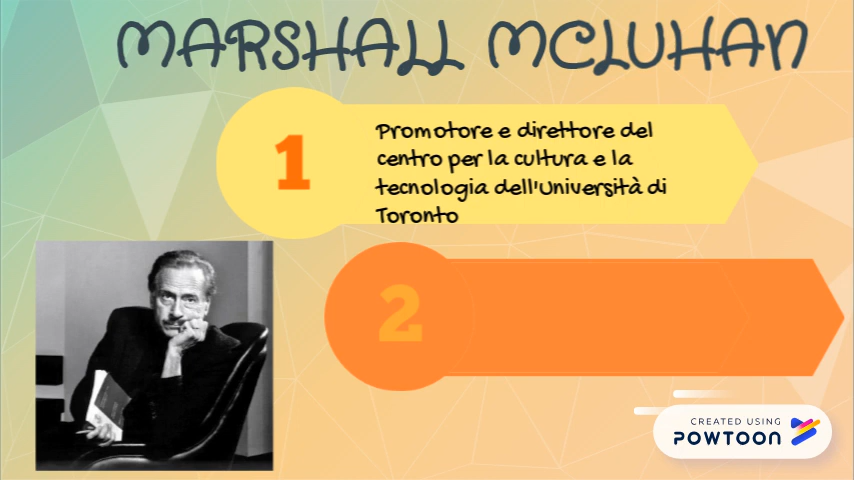 MARSHALL MCLUHAN
1
Promotore e direttore del
centro per la cultura e la
tecnologia dell'Università di
Toronto
2
CREATED USING
POWTOON